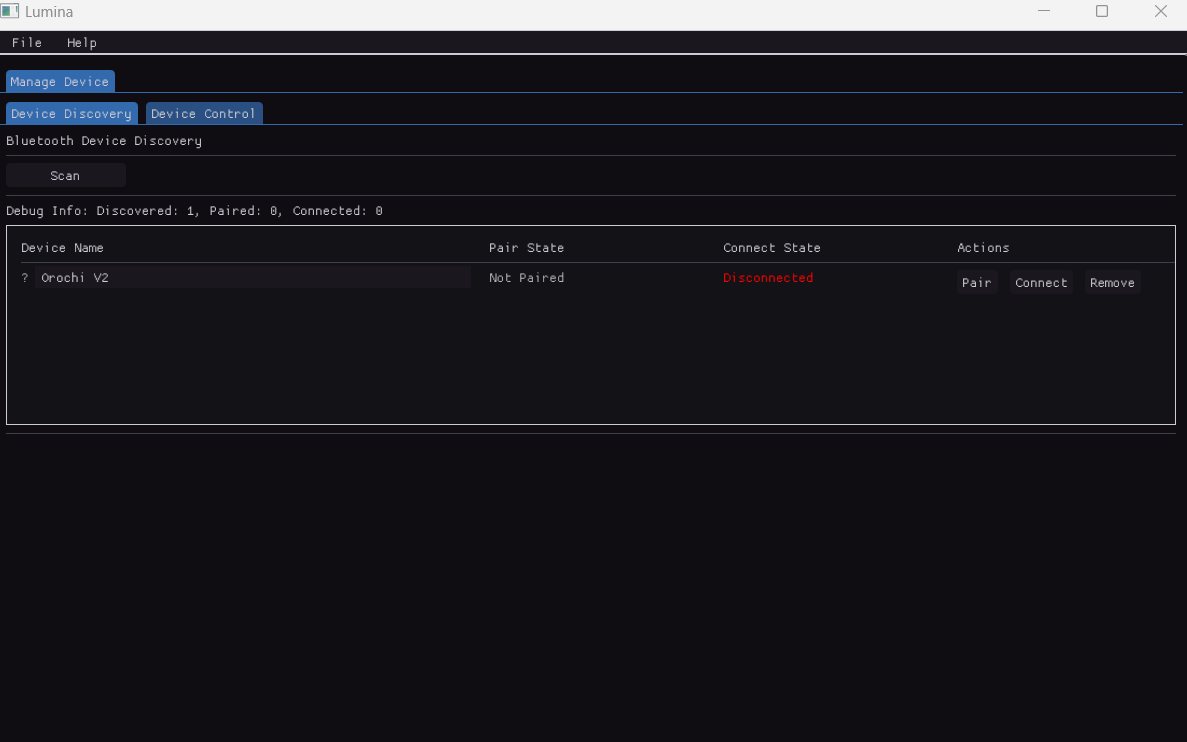 Lumina
File Help
Manage Device
Device Discovery Device Control
Bluetooth Device Discovery
Scan
Debug Info: Discovered: 1, Paired: 0, Connected: 0
Device Name Pair State Connect State Actions
? Orochi V2 Not Paired Disconnected Pair Connect Remove